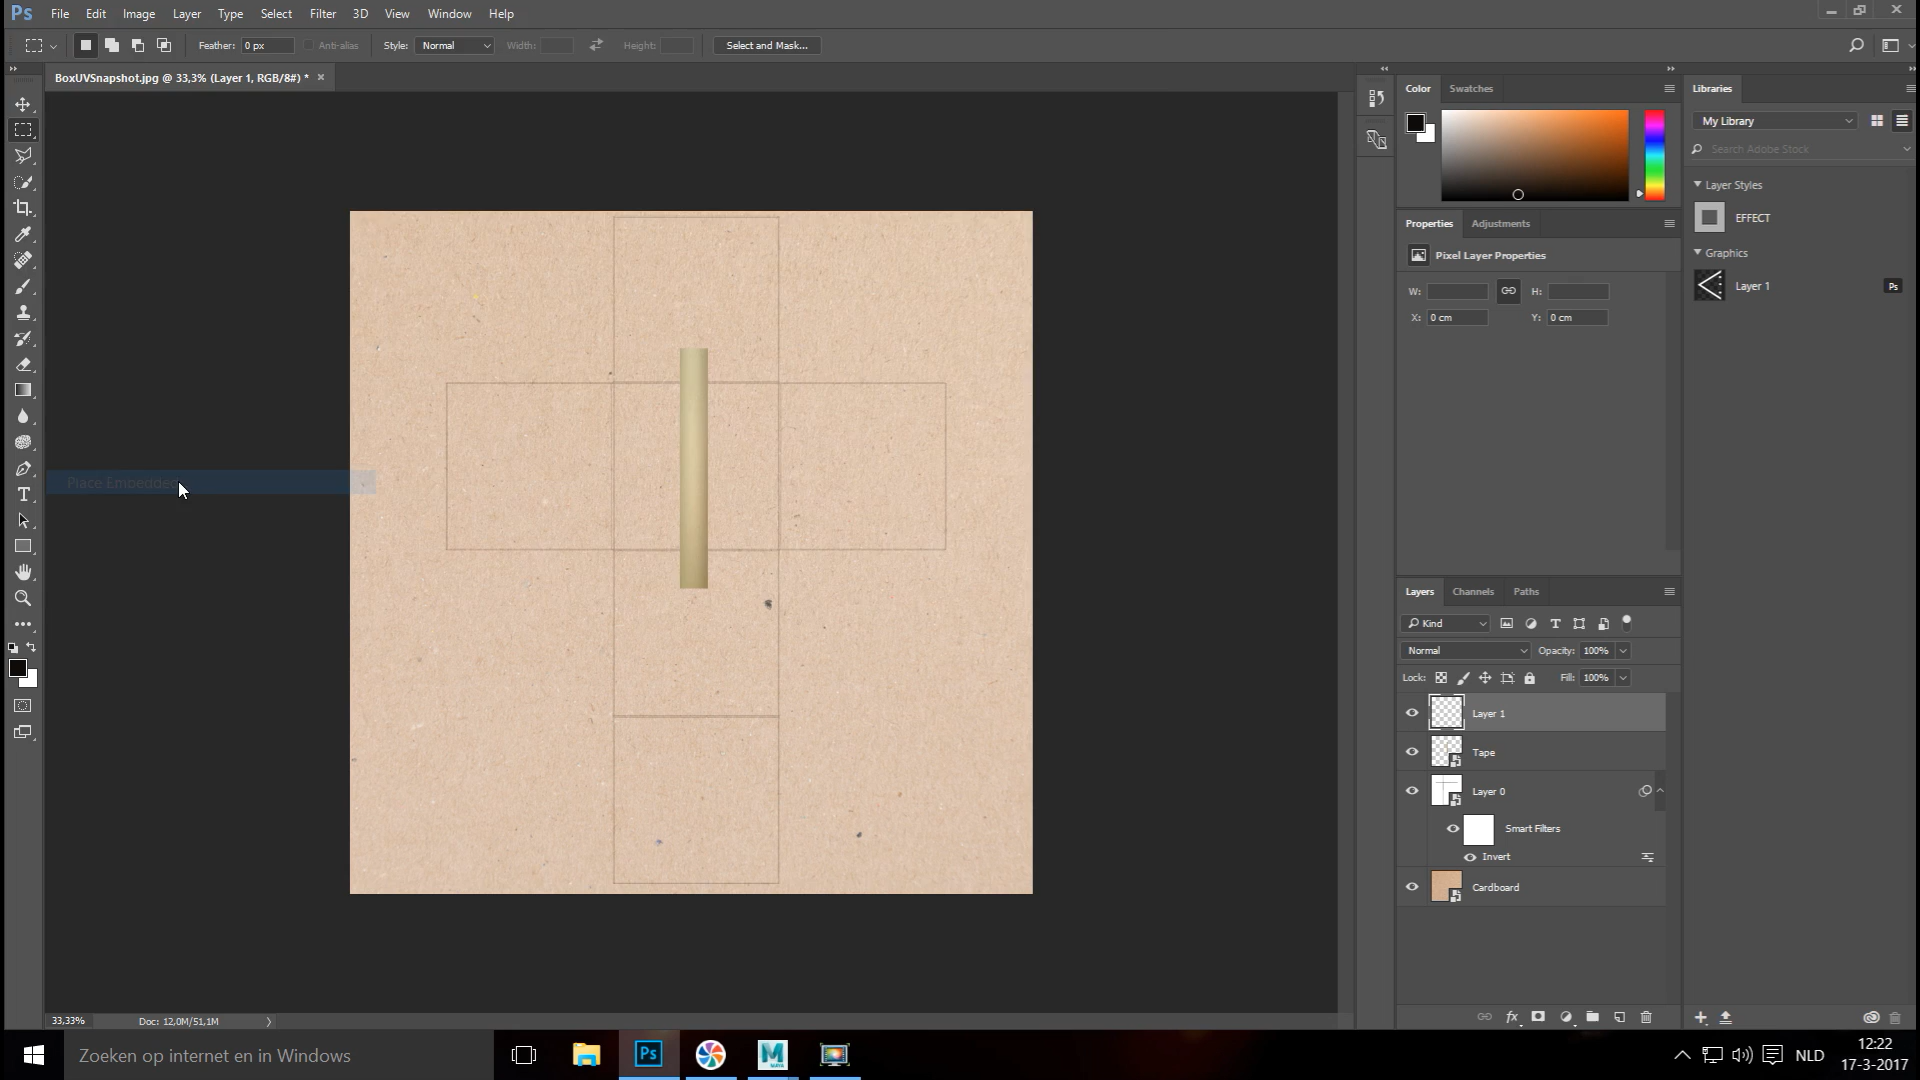 Ps File Edit Image Layer Type Select Filter 3D View Window Help
Feather: 0 px Anti-alias Style: Normal Width: Height: Select and Mask...
BoxUVSnapshot.jpg @ 33,3% (Layer 1, RGB/8#) * ×
Color Swatches
Libraries
My Library
Search Adobe Stock
Layer Styles
EFFECT
Graphics
Layer 1 Ps
Properties Adjustments
Pixel Layer Properties
W: H:
X: 0 cm Y: 0 cm
Place Embedded
Layers Channels Paths
Kind
Normal Opacity: 100%
Lock: Fill: 100%
Layer 1
Tape
Layer 0
Smart Filters
Invert
Cardboard
33,33% Doc: 12,0M/51,1M
Zoeken op internet en in Windows
Ps
MAYA
NLD
12:22
17-3-2017